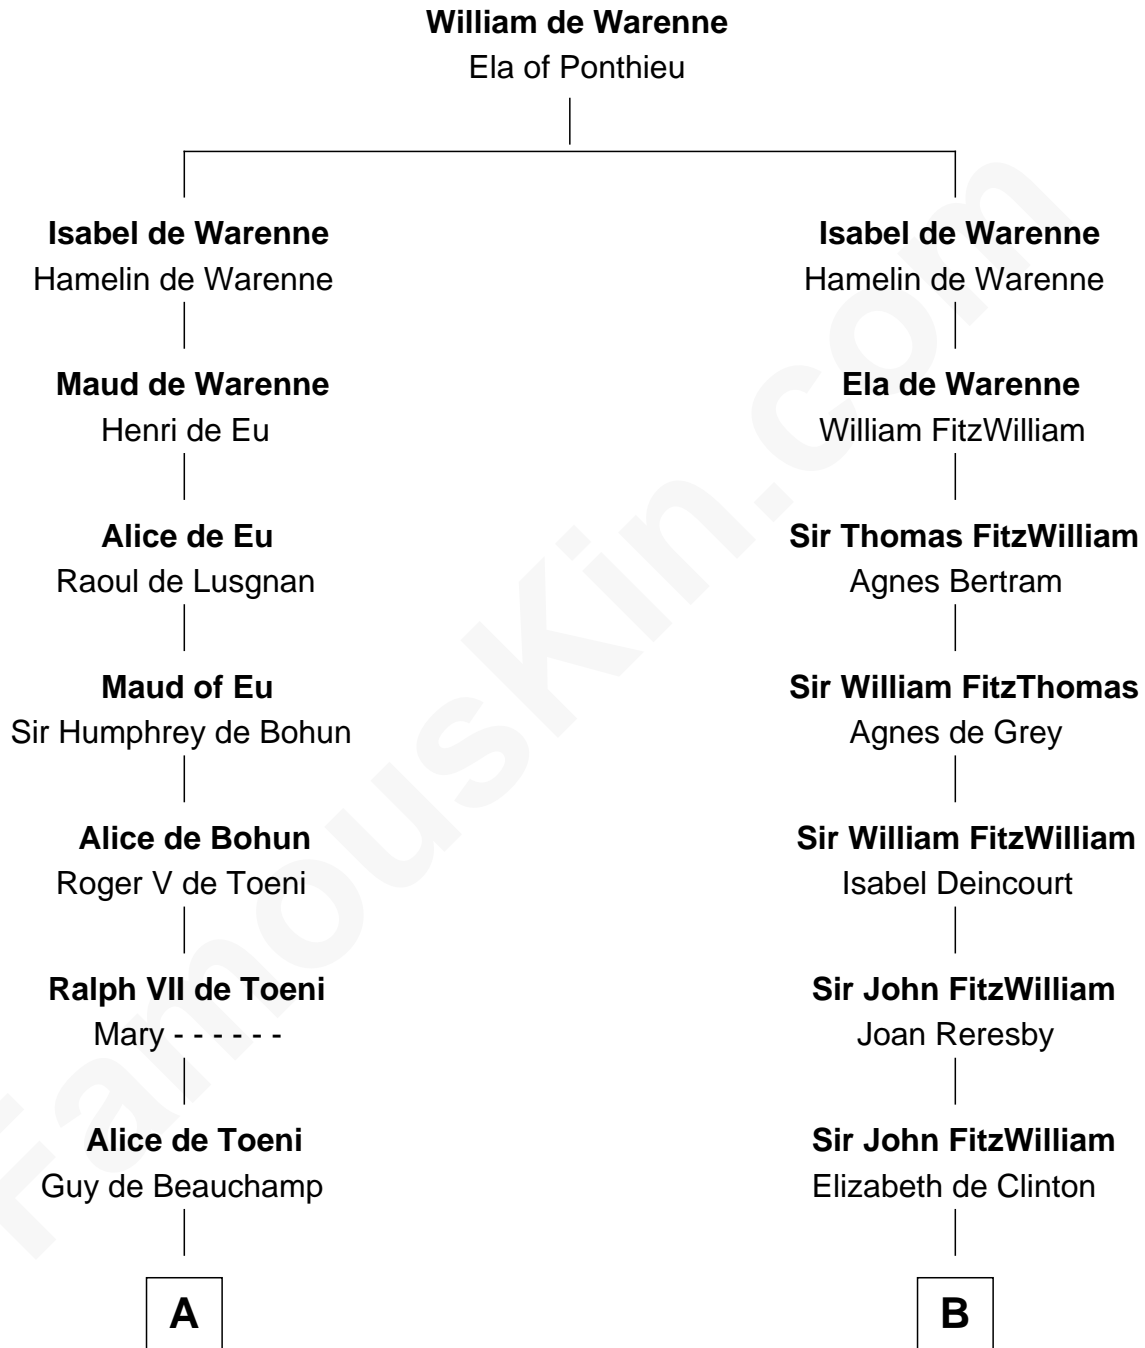 William de Warenne
Ela of Ponthieu
Isabel de Warenne
Hamelin de Warenne
Maud de Warenne
Henri de Eu
Alice de Eu
Raoul de Lusgnan
Maud of Eu
Sir Humphrey de Bohun
Alice de Bohun
Roger V de Toeni
Ralph VII de Toeni
Mary - - - - - -
Alice de Toeni
Guy de Beauchamp
A
Isabel de Warenne
Hamelin de Warenne
Ela de Warenne
William FitzWilliam
Sir Thomas FitzWilliam
Agnes Bertram
Sir William FitzThomas
Agnes de Grey
Sir William FitzWilliam
Isabel Deincourt
Sir John FitzWilliam
Joan Reresby
Sir John FitzWilliam
Elizabeth de Clinton
B
FamousKin.com